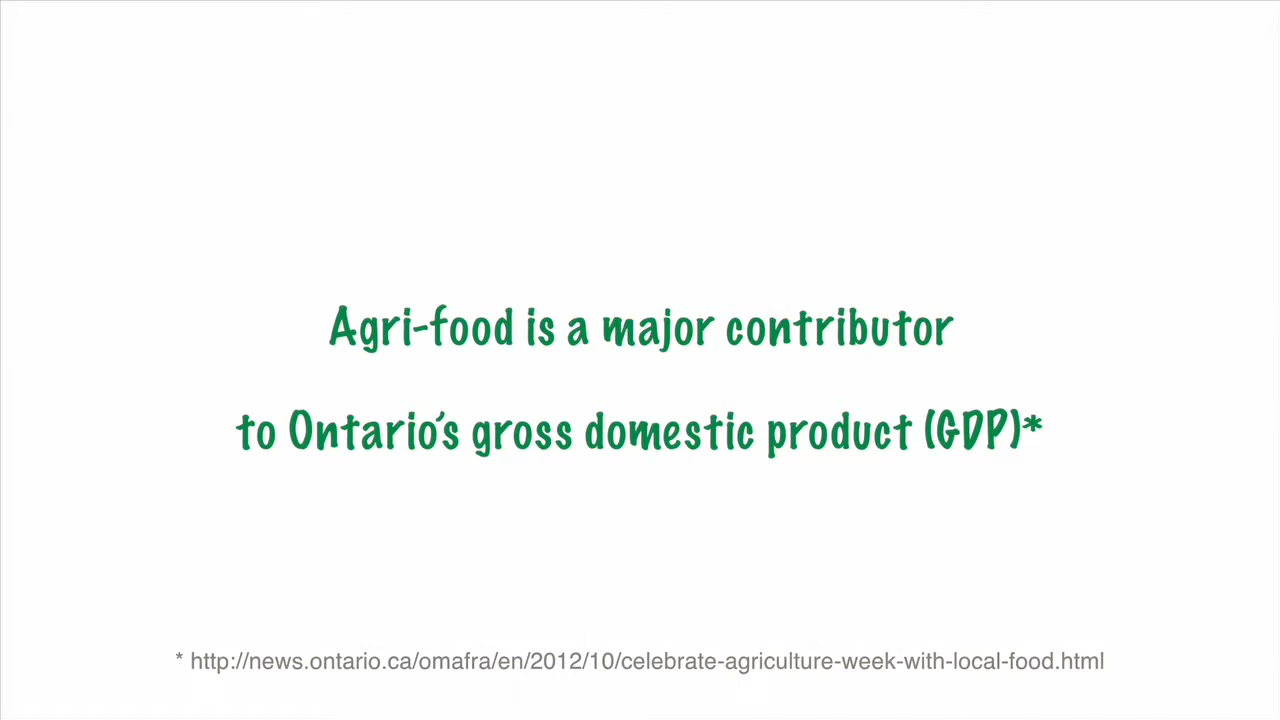 Agri-food is a major contributor
to Ontario's gross domestic product (GDP)*
* http://news.ontario.ca/omafra/en/2012/10/celebrate-agriculture-week-with-local-food.html